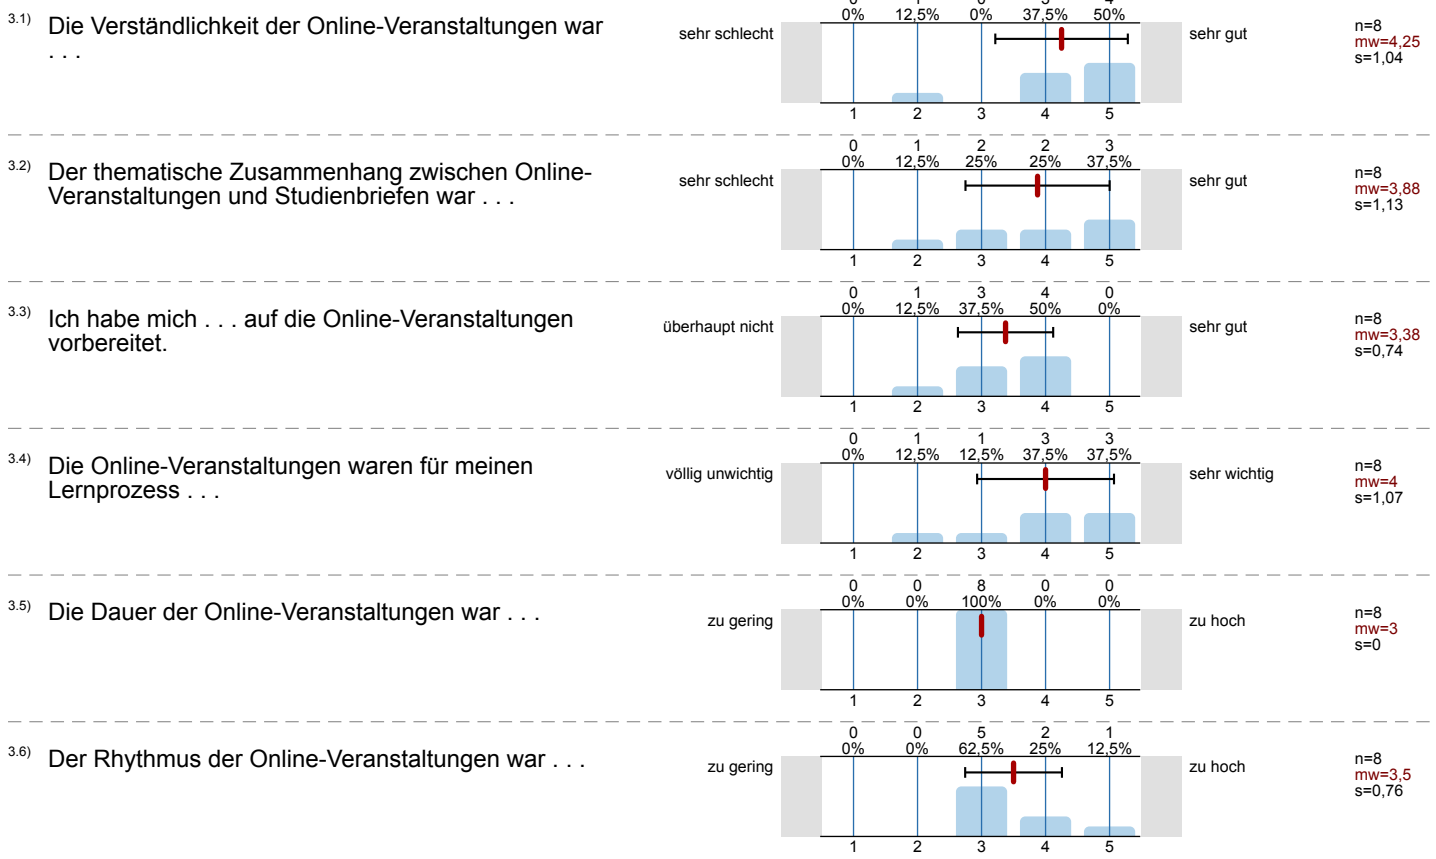 0 1 0 3 4
0% 12,5% 0% 37,5% 50%
3.1) Die Verständlichkeit der Online-Veranstaltungen war
. . .
sehr schlecht
sehr gut
n=8
mw=4,25
s=1,04
1 2 3 4 5
0 1 2 2 3
0% 12,5% 25% 25% 37,5%
3.2) Der thematische Zusammenhang zwischen Online-
Veranstaltungen und Studienbriefen war . . .
sehr schlecht
sehr gut
n=8
mw=3,88
s=1,13
1 2 3 4 5
0 1 3 4 0
0% 12,5% 37,5% 50% 0%
3.3) Ich habe mich . . . auf die Online-Veranstaltungen
vorbereitet.
überhaupt nicht
sehr gut
n=8
mw=3,38
s=0,74
1 2 3 4 5
0 1 1 3 3
0% 12,5% 12,5% 37,5% 37,5%
3.4) Die Online-Veranstaltungen waren für meinen
Lernprozess . . .
völlig unwichtig
sehr wichtig
n=8
mw=4
s=1,07
1 2 3 4 5
0 0 8 0 0
0% 0% 100% 0% 0%
3.5) Die Dauer der Online-Veranstaltungen war . . .
zu gering
zu hoch
n=8
mw=3
s=0
1 2 3 4 5
0 0 5 2 1
0% 0% 62,5% 25% 12,5%
3.6) Der Rhythmus der Online-Veranstaltungen war . . .
zu gering
zu hoch
n=8
mw=3,5
s=0,76
1 2 3 4 5